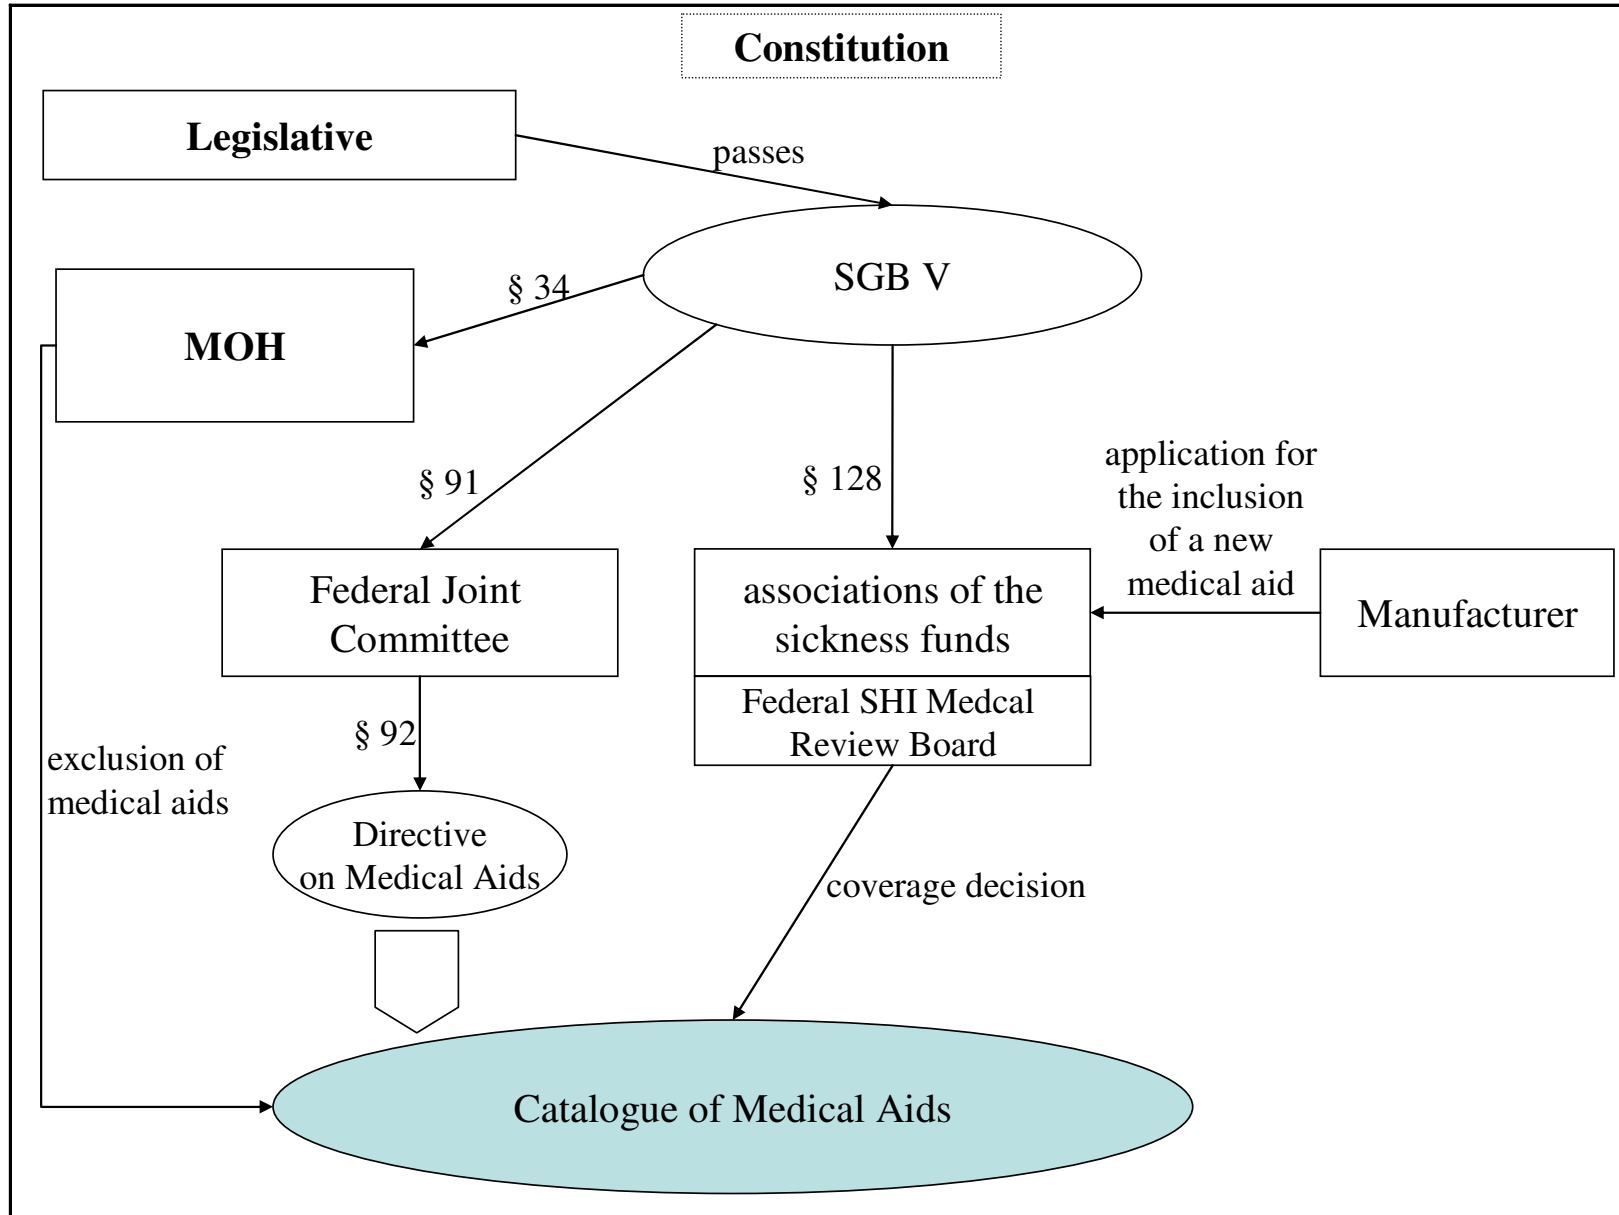 Constitution
Legislative
passes
SGB V
§ 34
MOH
§ 91
§ 128
application for
the inclusion
of a new
medical aid
Federal Joint
Committee
associations of the
sickness funds
Manufacturer
Federal SHI Medcal
Review Board
§ 92
exclusion of
medical aids
Directive
on Medical Aids
coverage decision
Catalogue of Medical Aids